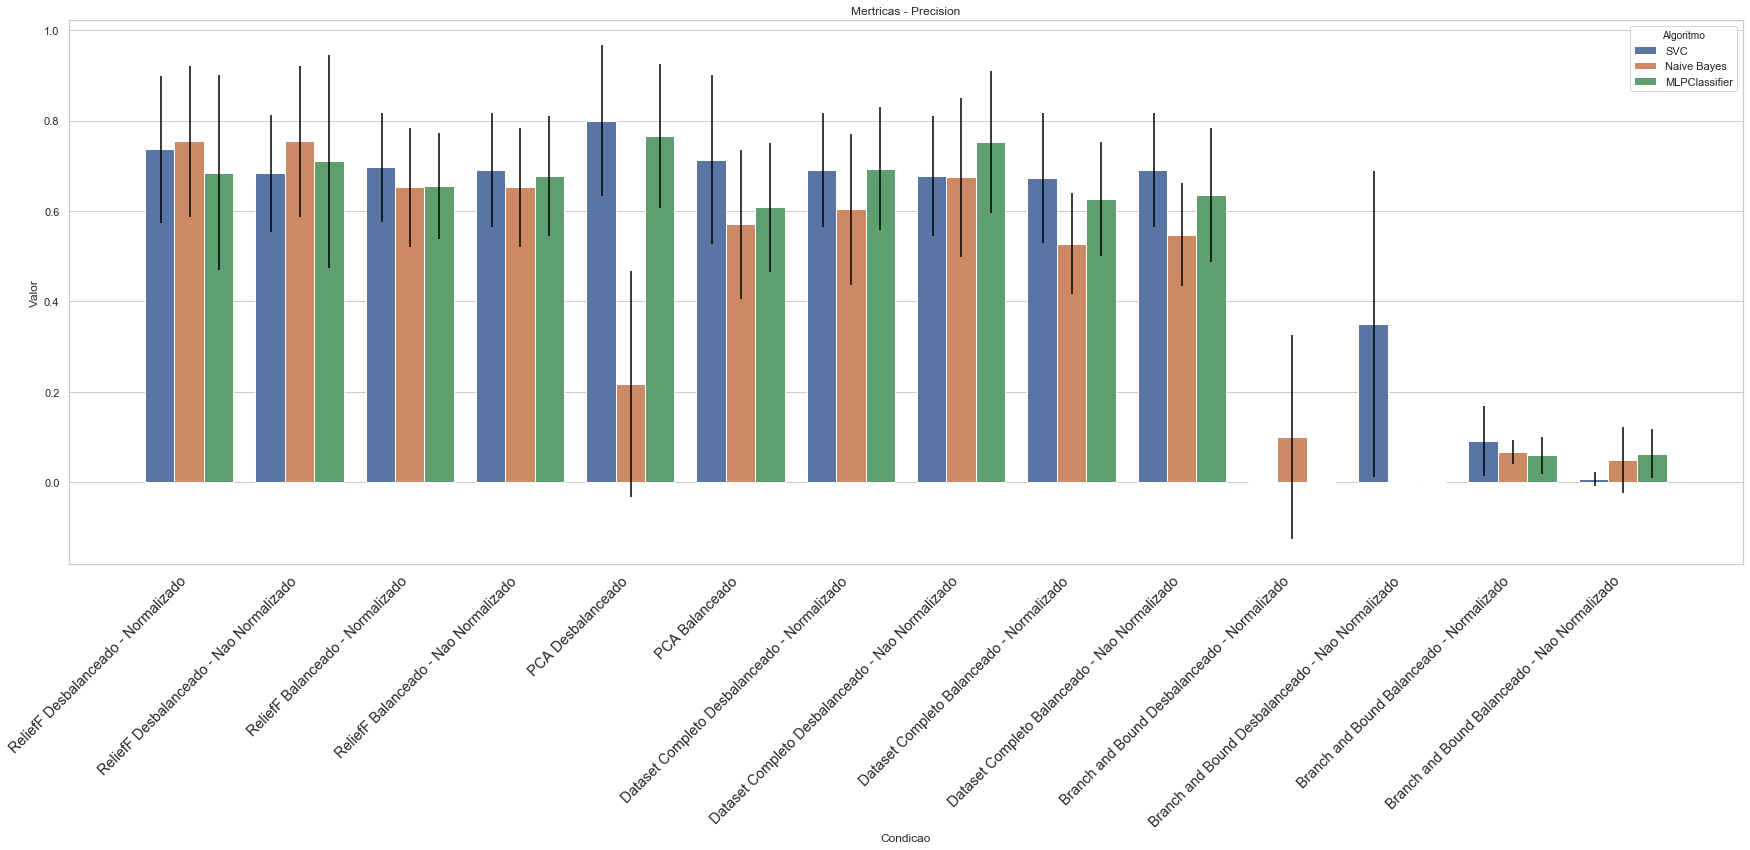 Mertricas - Precision
Algoritmo
SVC
Naive Bayes
MLPClassifier
1.0
0.8
0.6
0.4
0.2
0.0
Valor
ReliefF Desbalanceado - Normalizado
ReliefF Desbalanceado - Nao Normalizado
ReliefF Balanceado - Normalizado
ReliefF Balanceado - Nao Normalizado
PCA Desbalanceado
PCA Balanceado
Dataset Completo Desbalanceado - Normalizado
Dataset Completo Desbalanceado - Nao Normalizado
Dataset Completo Balanceado - Normalizado
Dataset Completo Balanceado - Nao Normalizado
Branch and Bound Desbalanceado - Normalizado
Branch and Bound Desbalanceado - Nao Normalizado
Branch and Bound Balanceado - Normalizado
Branch and Bound Balanceado - Nao Normalizado
Condicao